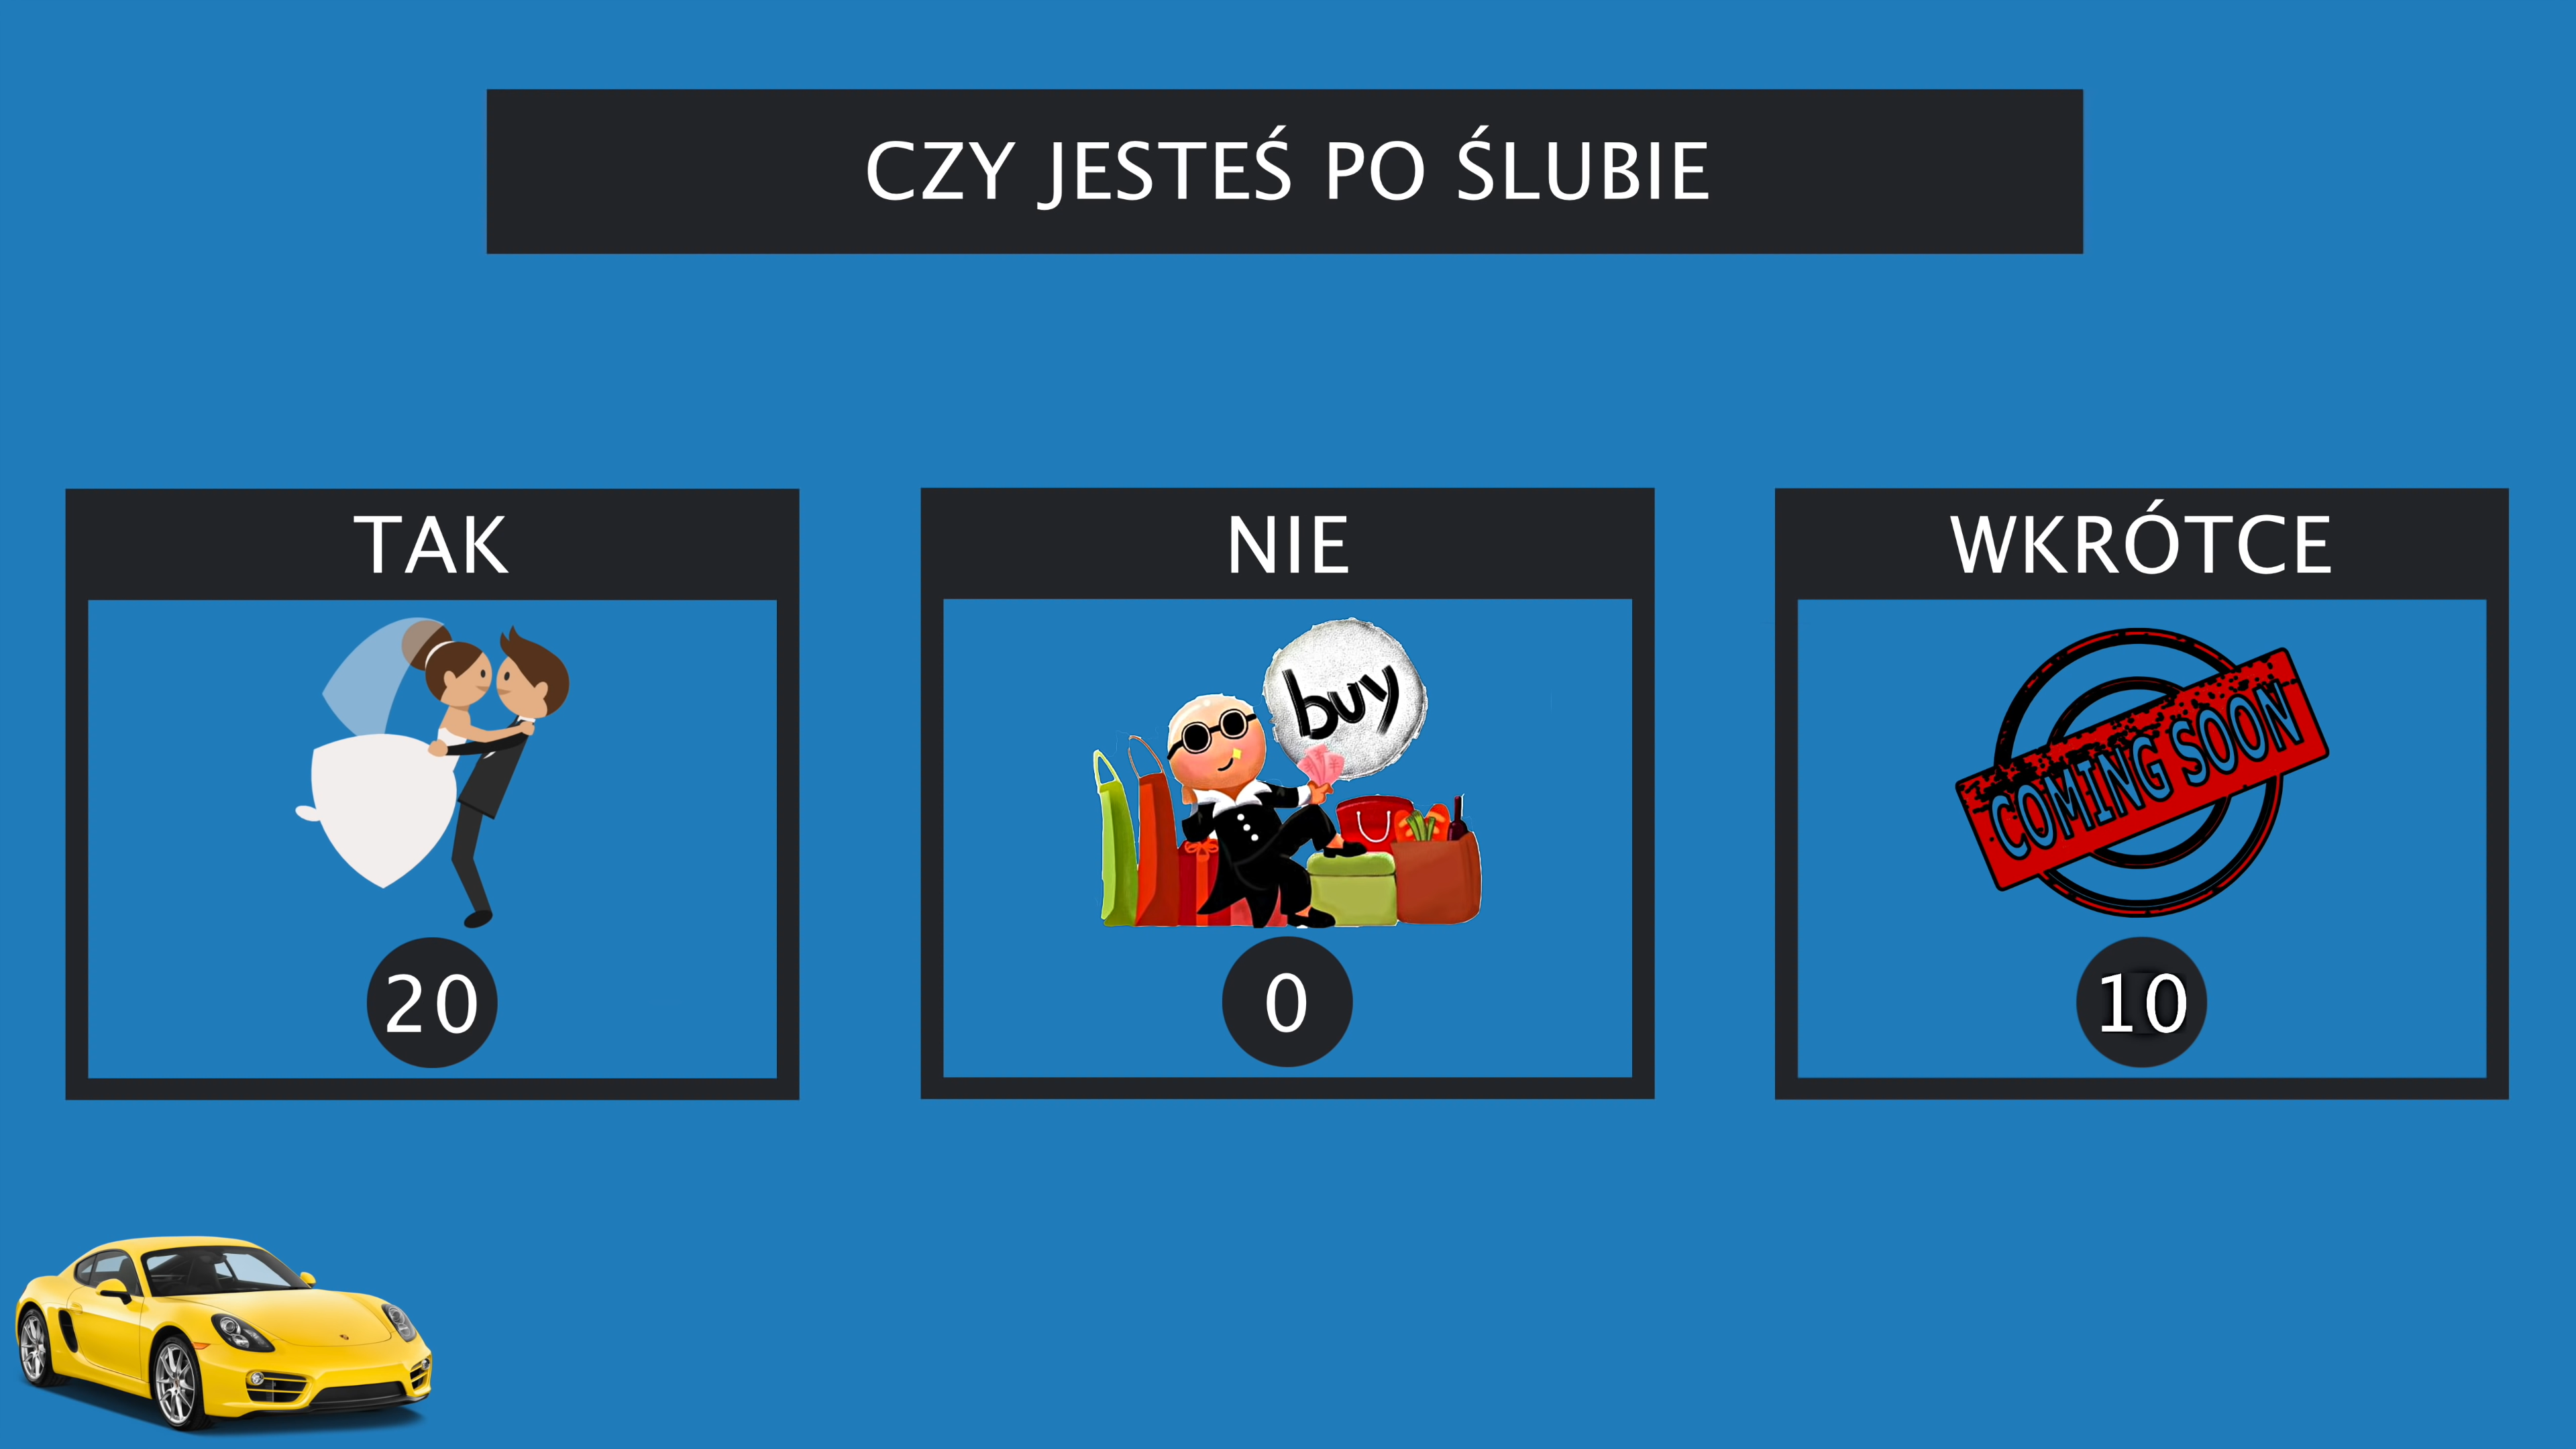 CZY JESTEŚ PO ŚLUBIE
TAK
NIE
WKRÓTCE
buy
COMING SOON
20
0
10